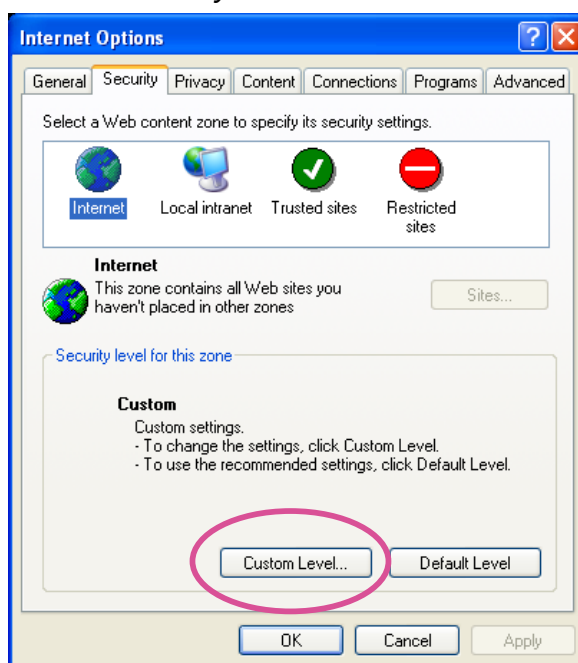 Internet Options
General Security Privacy Content Connections Programs Advanced
Select a Web content zone to specify its security settings.
Internet Local intranet Trusted sites Restricted sites
Internet
This zone contains all Web sites you
haven't placed in other zones
Sites...
Security level for this zone
Custom
Custom settings.
- To change the settings, click Custom Level.
- To use the recommended settings, click Default Level.
Custom Level... Default Level
OK Cancel Apply